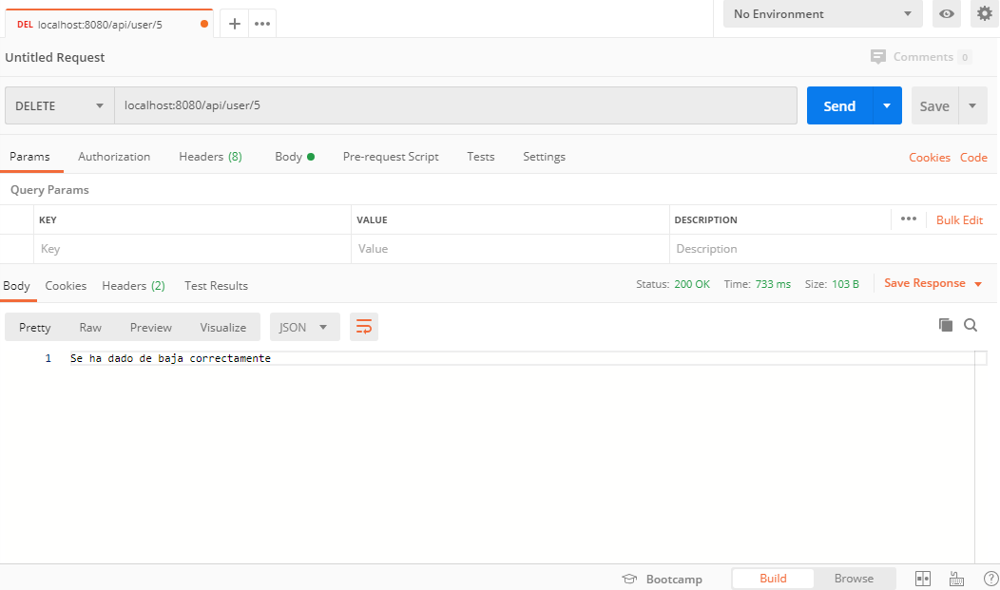 DEL localhost:8080/api/user/5
No Environment
Untitled Request
Comments 0
DELETE localhost:8080/api/user/5 Send Save
Params Authorization Headers (8) Body Pre-request Script Tests Settings Cookies Code
Query Params
KEY VALUE DESCRIPTION Bulk Edit
Key Value Description
Body Cookies Headers (2) Test Results Status: 200 OK Time: 733 ms Size: 103 B Save Response
Pretty Raw Preview Visualize JSON
1 Se ha dado de baja correctamente
Bootcamp Build Browse